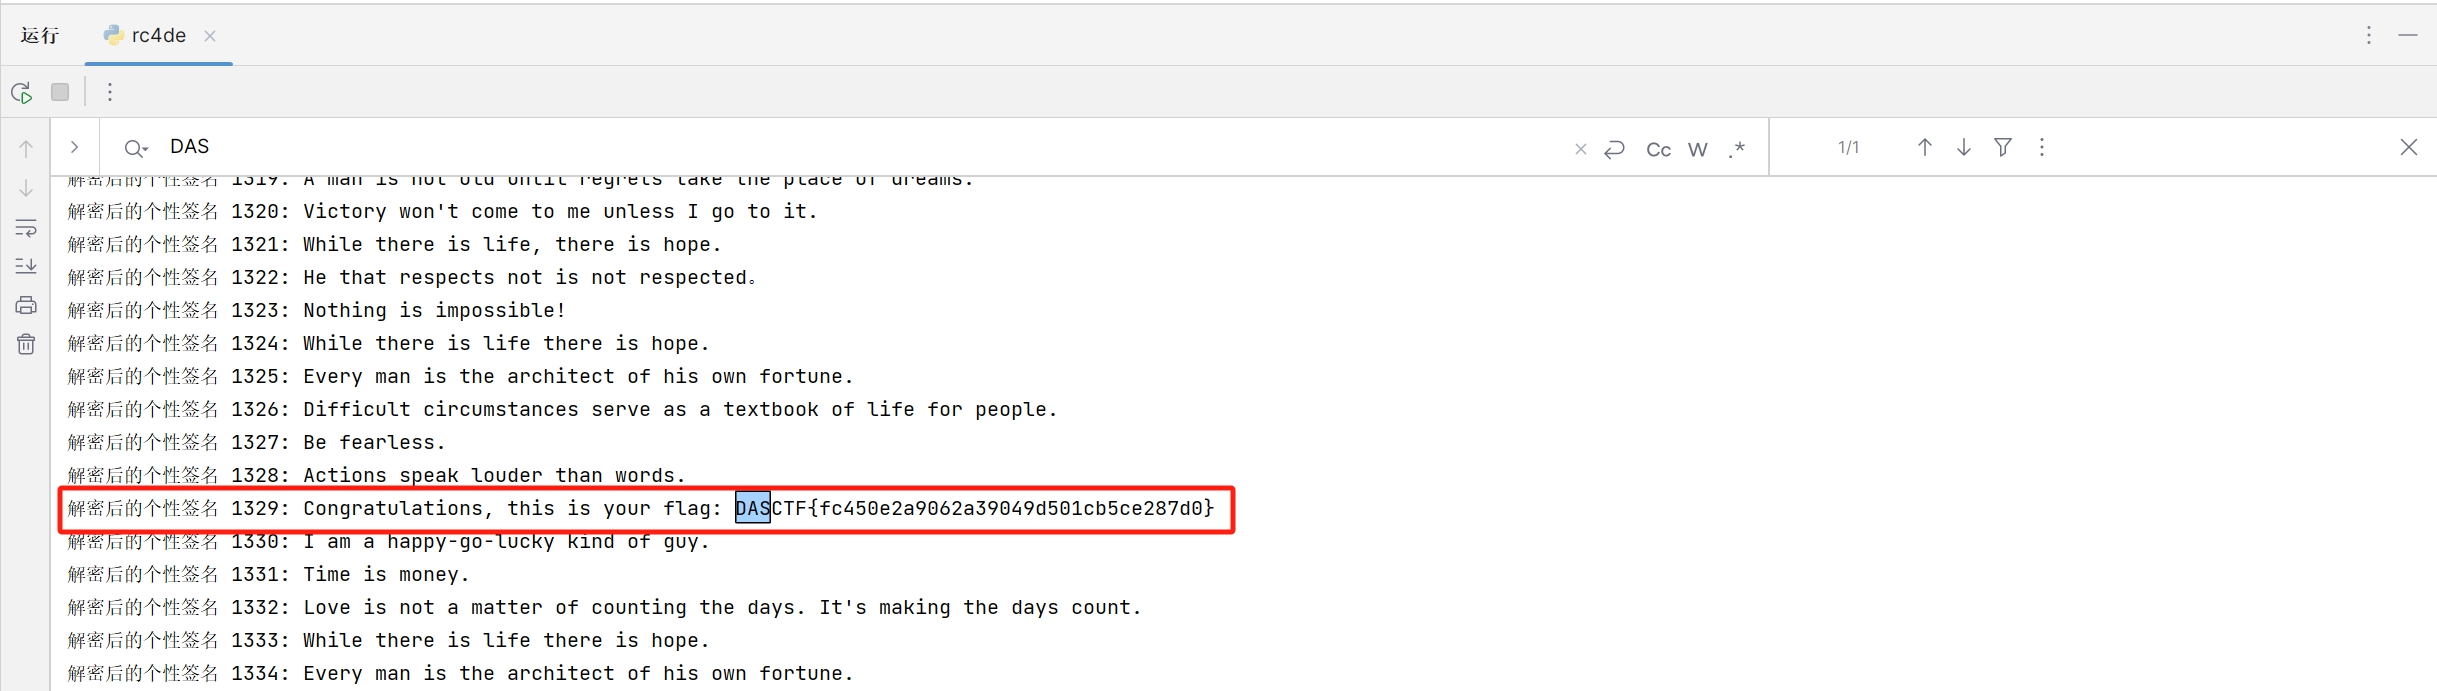 运行 rc4de
DAS Cc W .* 1/1
解密后的个性签名 1319: A man is not old until regrets take the place of dreams.
解密后的个性签名 1320: Victory won't come to me unless I go to it.
解密后的个性签名 1321: While there is life, there is hope.
解密后的个性签名 1322: He that respects not is not respected。
解密后的个性签名 1323: Nothing is impossible!
解密后的个性签名 1324: While there is life there is hope.
解密后的个性签名 1325: Every man is the architect of his own fortune.
解密后的个性签名 1326: Difficult circumstances serve as a textbook of life for people.
解密后的个性签名 1327: Be fearless.
解密后的个性签名 1328: Actions speak louder than words.
解密后的个性签名 1329: Congratulations, this is your flag: DASCTF{fc450e2a9062a39049d501cb5ce287d0}
解密后的个性签名 1330: I am a happy-go-lucky kind of guy.
解密后的个性签名 1331: Time is money.
解密后的个性签名 1332: Love is not a matter of counting the days. It's making the days count.
解密后的个性签名 1333: While there is life there is hope.
解密后的个性签名 1334: Every man is the architect of his own fortune.